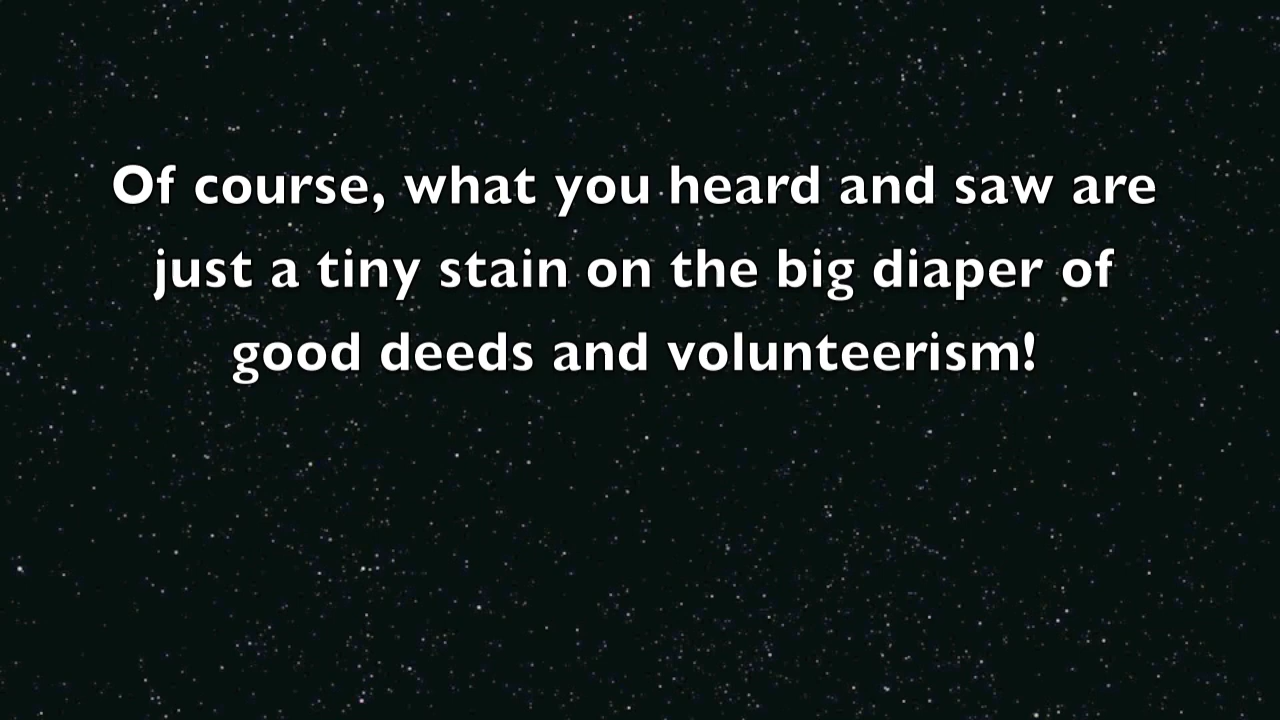 Of course, what you heard and saw are
just a tiny stain on the big diaper of
good deeds and volunteerism!